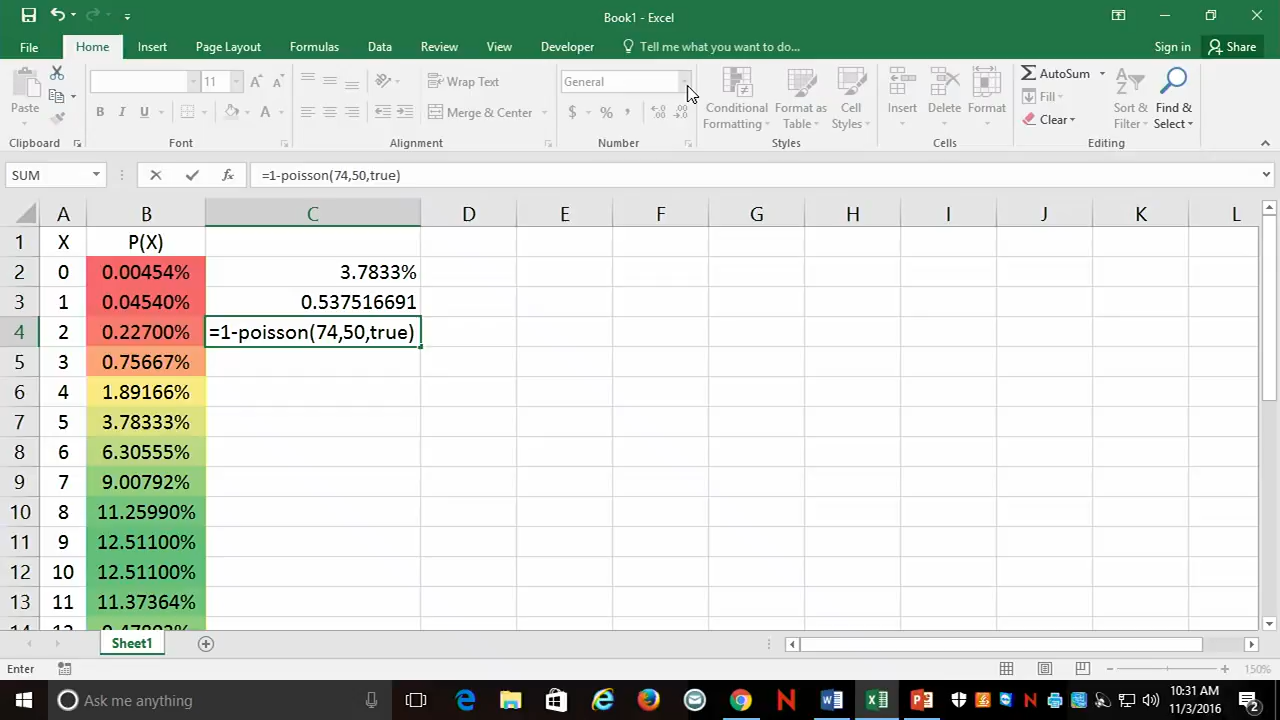 Book1 - Excel
File Home Insert Page Layout Formulas Data Review View Developer Tell me what you want to do... Sign in Share
Paste
11
Wrap Text
Merge & Center
General
Conditional Formatting
Format as Table
Cell Styles
Insert
Delete
Format
AutoSum
Fill
Clear
Sort & Filter
Find & Select
Clipboard Font Alignment Number Styles Cells Editing
SUM =1-poisson(74,50,true)
A B C D E F G H I J K L
1 X P(X)
2 0 0.00454% 3.7833%
3 1 0.04540% 0.537516691
4 2 0.22700% =1-poisson(74,50,true)
5 3 0.75667%
6 4 1.89166%
7 5 3.78333%
8 6 6.30555%
9 7 9.00792%
10 8 11.25990%
11 9 12.51100%
12 10 12.51100%
13 11 11.37364%
Sheet1
Enter 150%
Ask me anything 10:31 AM
11/3/2016